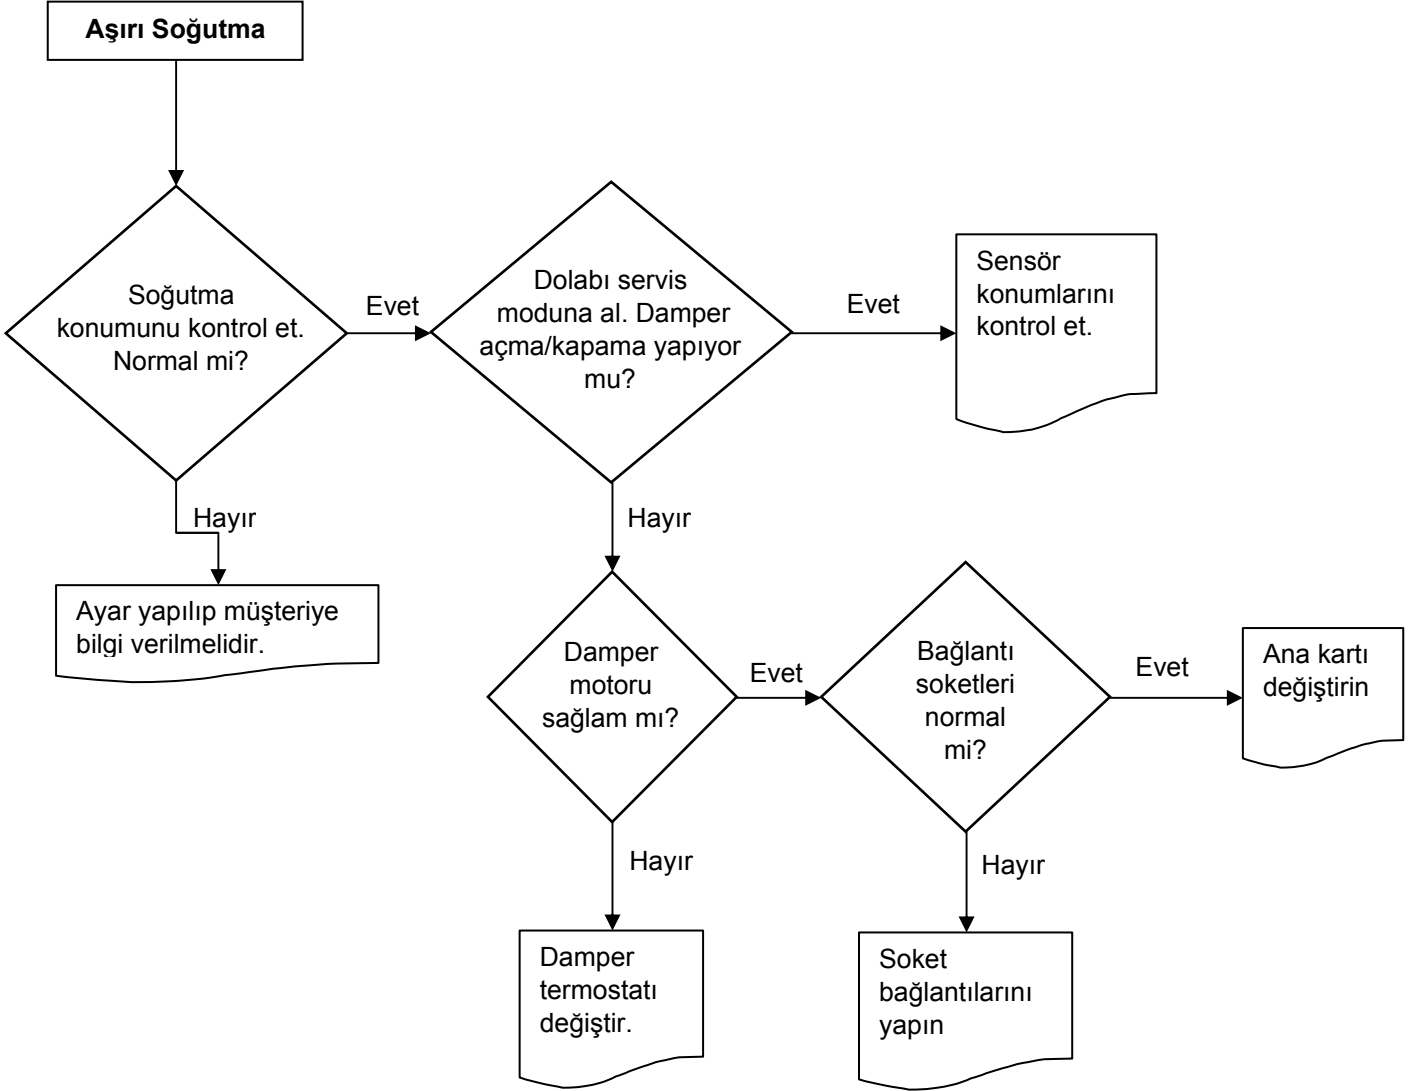 Aşırı Soğutma
Soğutma
konumunu kontrol et.
Normal mi?
Evet
Dolabı servis
moduna al. Damper
açma/kapama yapıyor
mu?
Evet
Sensör
konumlarını
kontrol et.
Hayır
Ayar yapılıp müşteriye
bilgi verilmelidir.
Hayır
Damper
motoru
sağlam mı?
Evet
Bağlantı
soketleri
normal
mi?
Evet
Ana kartı
değiştirin
Hayır
Damper
termostatı
değiştir.
Hayır
Soket
bağlantılarını
yapın